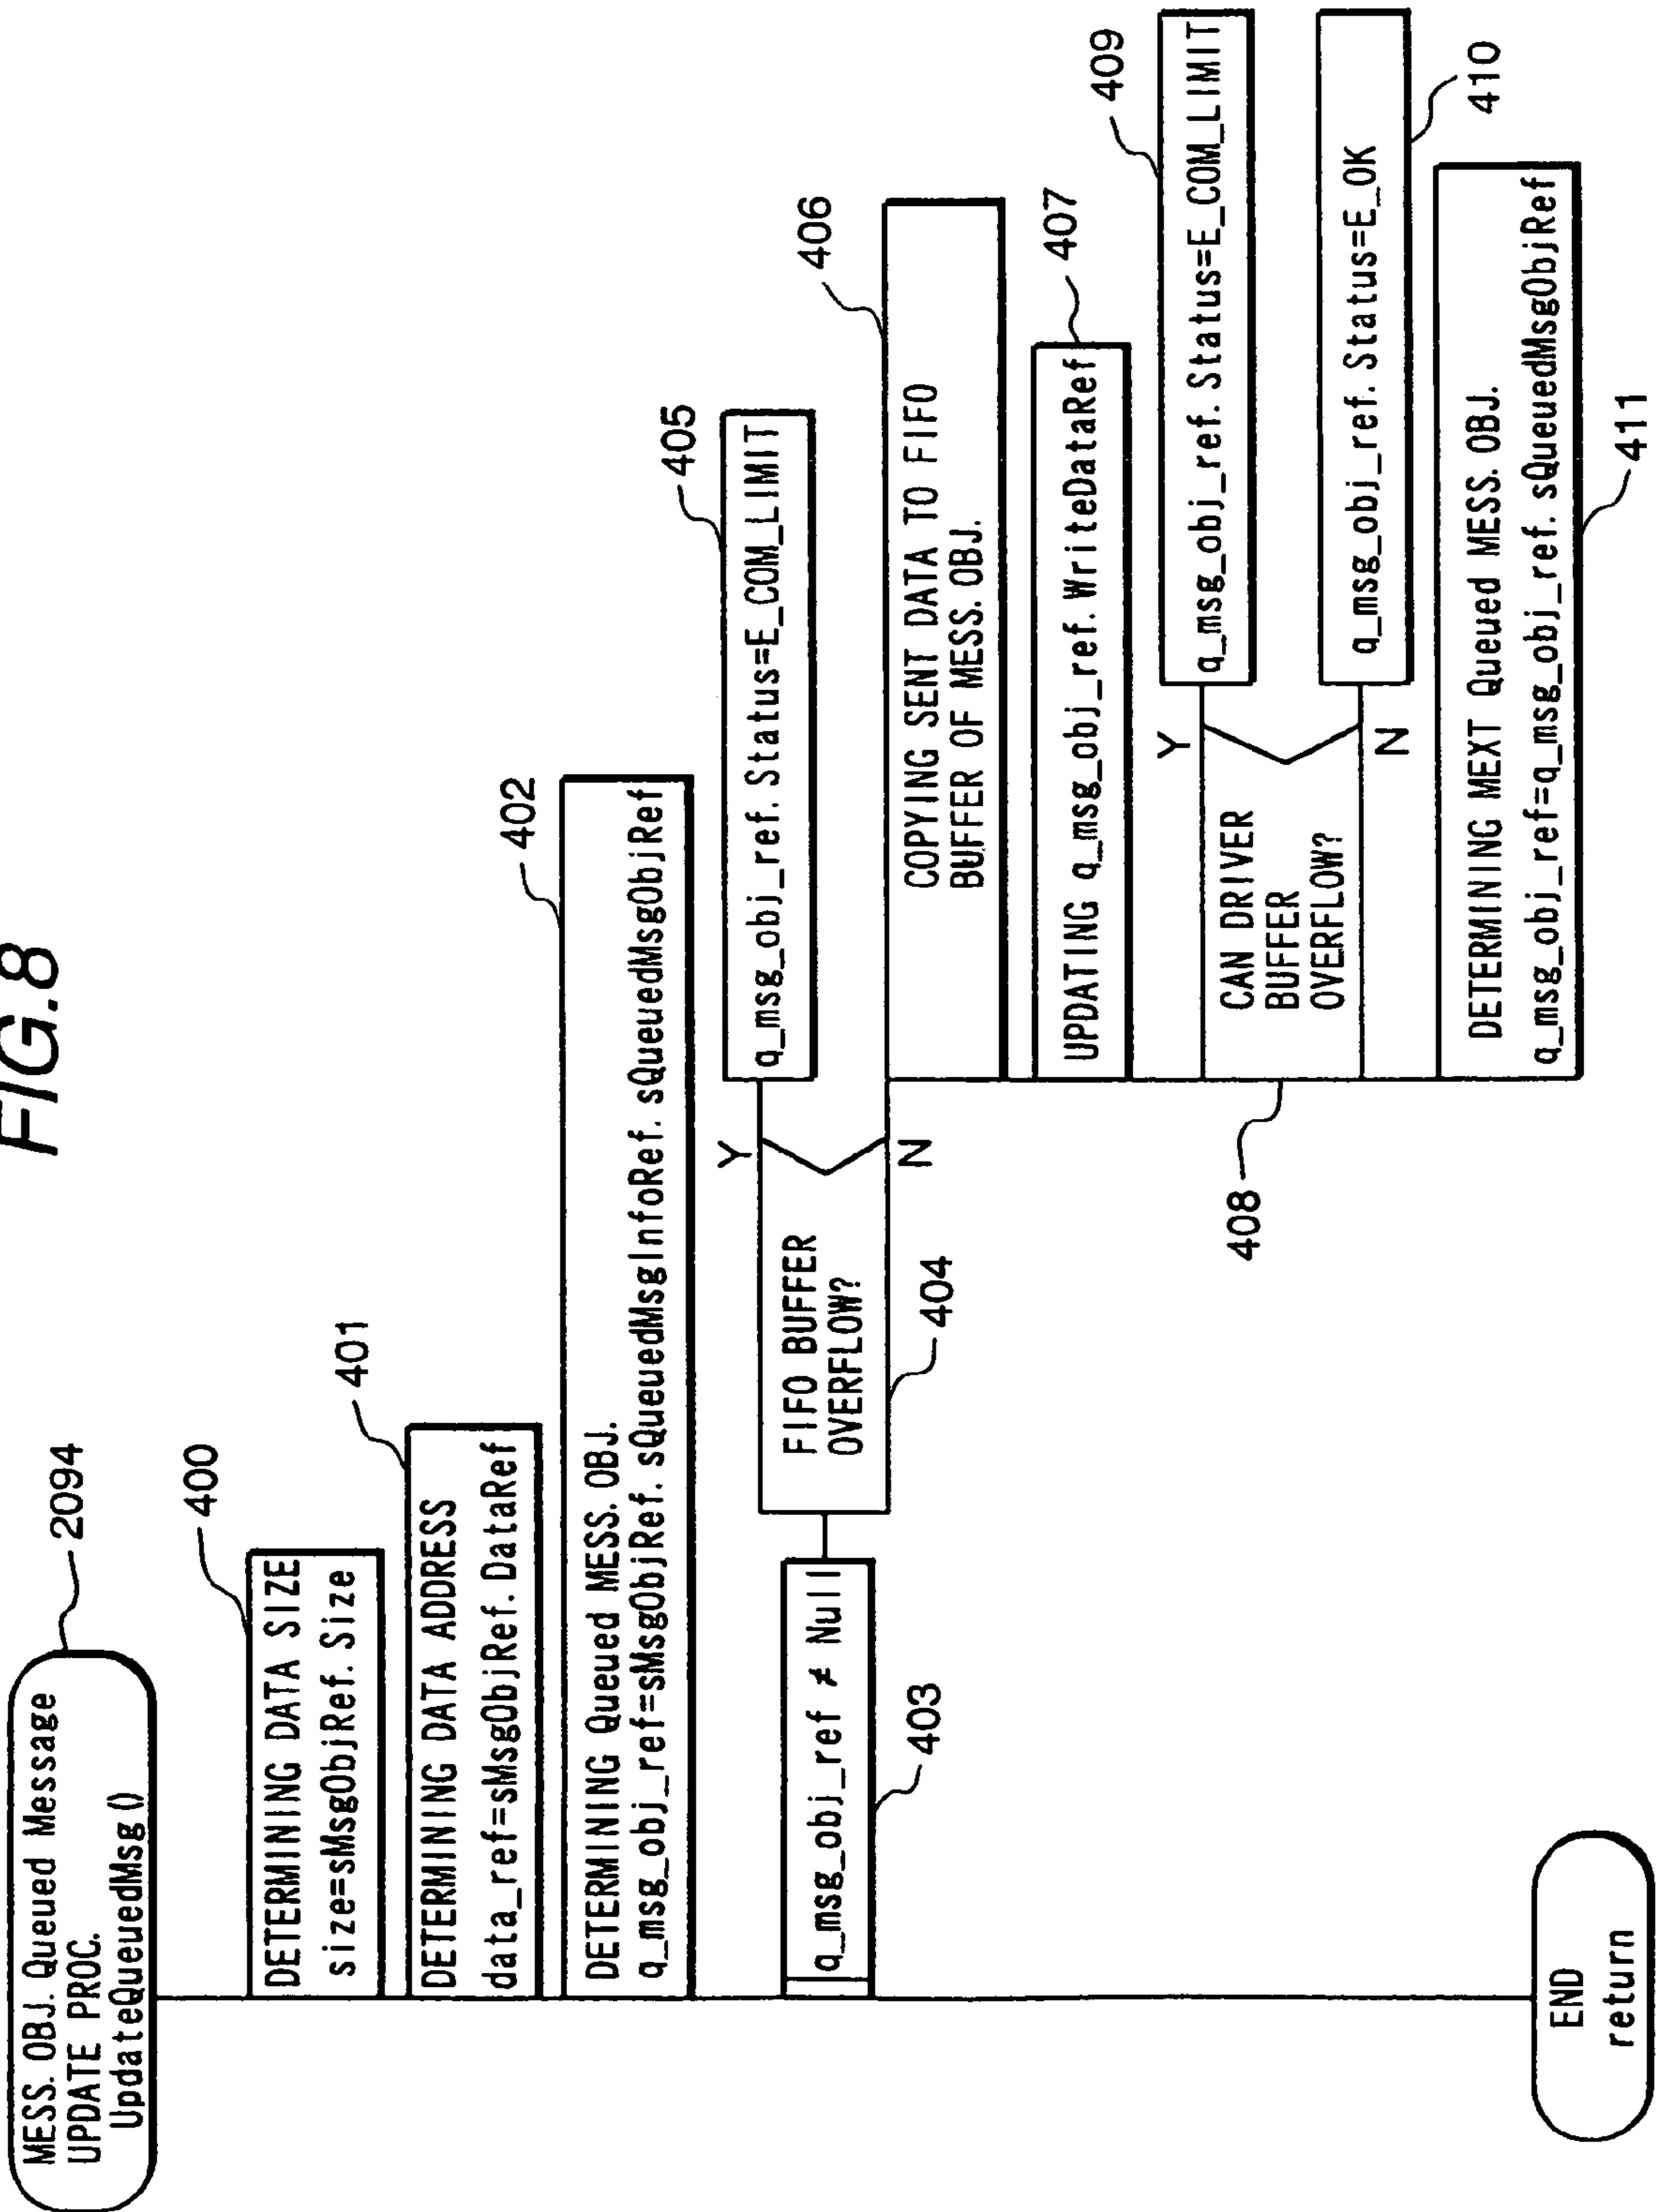 FIG.8
MESS. OBJ. Queued Message
UPDATE PROC.
UpdateQueuedMsg()
2094
DETERMINING DATA SIZE
size=sMsgObjRef.Size
400
DETERMINING DATA ADDRESS
data_ref=sMsgObjRef.DataRef
401
DETERMINING Queued MESS. OBJ.
q_msg_obj_ref=sMsgObjRef.sQueuedMsgInfoRef.sQueuedMsgObjRef
402
q_msg_obj_ref ≠ Null
403
FIFO BUFFER
OVERFLOW?
404
Y
N
q_msg_obj_ref.Status=E_COM_LIMIT
405
COPYING SENT DATA TO FIFO
BUFFER OF MESS. OBJ.
406
UPDATING q_msg_obj_ref.WriteDataRef
407
CAN DRIVER
BUFFER
OVERFLOW?
408
Y
N
q_msg_obj_ref.Status=E_COM_LIMIT
409
q_msg_obj_ref.Status=E_OK
410
DETERMINING MEXT Queued MESS. OBJ.
q_msg_obj_ref=q_msg_obj_ref.sQueuedMsgObjRef
411
END
return